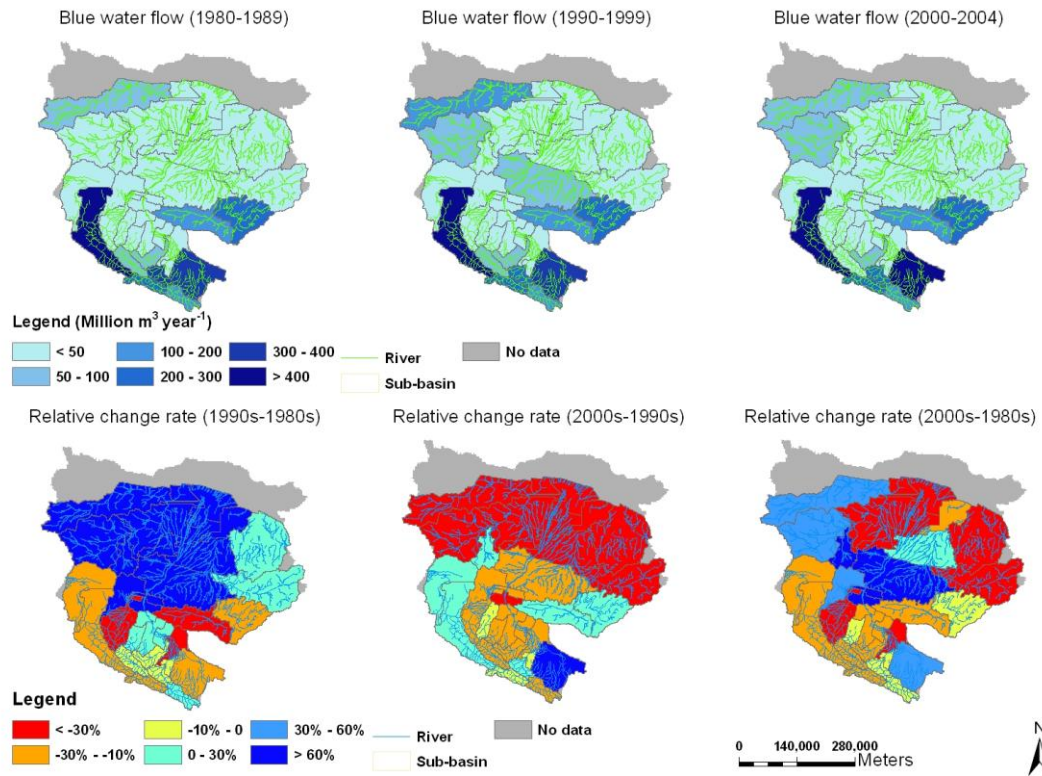 Blue water flow (1980-1989)
Blue water flow (1990-1999)
Blue water flow (2000-2004)
Legend (Million m³ year⁻¹)
< 50
100 - 200
300 - 400
River
No data
50 - 100
200 - 300
> 400
Sub-basin
Relative change rate (1990s-1980s)
Relative change rate (2000s-1990s)
Relative change rate (2000s-1980s)
Legend
< -30%
-10% - 0
30% - 60%
River
No data
-30% - -10%
0 - 30%
> 60%
Sub-basin
0 140,000 280,000
Meters
N